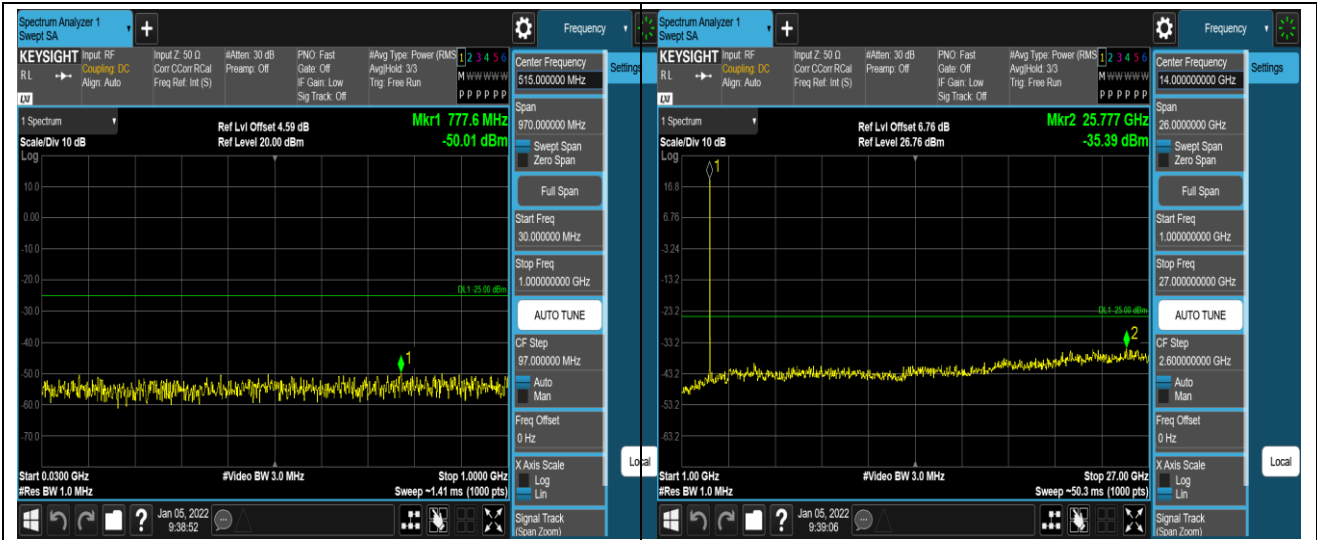 Spectrum Analyzer 1
Swept SA
+
Frequency
KEYSIGHT
RL
LXI
Input: RF
Coupling: DC
Align: Auto
Input Z: 50 Ω
Corr CCorr RCal
Freq Ref: Int (S)
#Atten: 30 dB
Preamp: Off
PNO: Fast
Gate: Off
IF Gain: Low
Sig Track: Off
#Avg Type: Power (RMS
Avg|Hold: 3/3
Trig: Free Run
1 2 3 4 5 6
M W W W W W
P P P P P P
Center Frequency
515.000000 MHz
Settings
1 Spectrum
Scale/Div 10 dB
Ref Lvl Offset 4.59 dB
Ref Level 20.00 dBm
Mkr1 777.6 MHz
-50.01 dBm
Log
10.0
0.00
-10.0
-20.0
-30.0
-40.0
-50.0
-60.0
-70.0
DL1 -25.00 dBm
1
Start 0.0300 GHz
#Res BW 1.0 MHz
#Video BW 3.0 MHz
Stop 1.0000 GHz
Sweep ~1.41 ms (1000 pts)
Span
970.000000 MHz
Swept Span
Zero Span
Full Span
Start Freq
30.000000 MHz
Stop Freq
1.000000000 GHz
AUTO TUNE
CF Step
97.000000 MHz
Auto
Man
Freq Offset
0 Hz
X Axis Scale
Log
Lin
Signal Track
(Span Zoom)
Local
?
Jan 05, 2022
9:38:52
Spectrum Analyzer 1
Swept SA
+
Frequency
KEYSIGHT
RL
LXI
Input: RF
Coupling: DC
Align: Auto
Input Z: 50 Ω
Corr CCorr RCal
Freq Ref: Int (S)
#Atten: 30 dB
Preamp: Off
PNO: Fast
Gate: Off
IF Gain: Low
Sig Track: Off
#Avg Type: Power (RMS
Avg|Hold: 3/3
Trig: Free Run
1 2 3 4 5 6
M W W W W W
P P P P P P
Center Frequency
14.000000000 GHz
Settings
1 Spectrum
Scale/Div 10 dB
Ref Lvl Offset 6.76 dB
Ref Level 26.76 dBm
Mkr2 25.777 GHz
-35.39 dBm
Log
16.8
6.76
-3.24
-13.2
-23.2
-33.2
-43.2
-53.2
-63.2
1
DL1 -25.00 dBm
2
Start 1.00 GHz
#Res BW 1.0 MHz
#Video BW 3.0 MHz
Stop 27.00 GHz
Sweep ~50.3 ms (1000 pts)
Span
26.0000000 GHz
Swept Span
Zero Span
Full Span
Start Freq
1.000000000 GHz
Stop Freq
27.000000000 GHz
AUTO TUNE
CF Step
2.600000000 GHz
Auto
Man
Freq Offset
0 Hz
X Axis Scale
Log
Lin
Signal Track
(Span Zoom)
Local
?
Jan 05, 2022
9:39:06